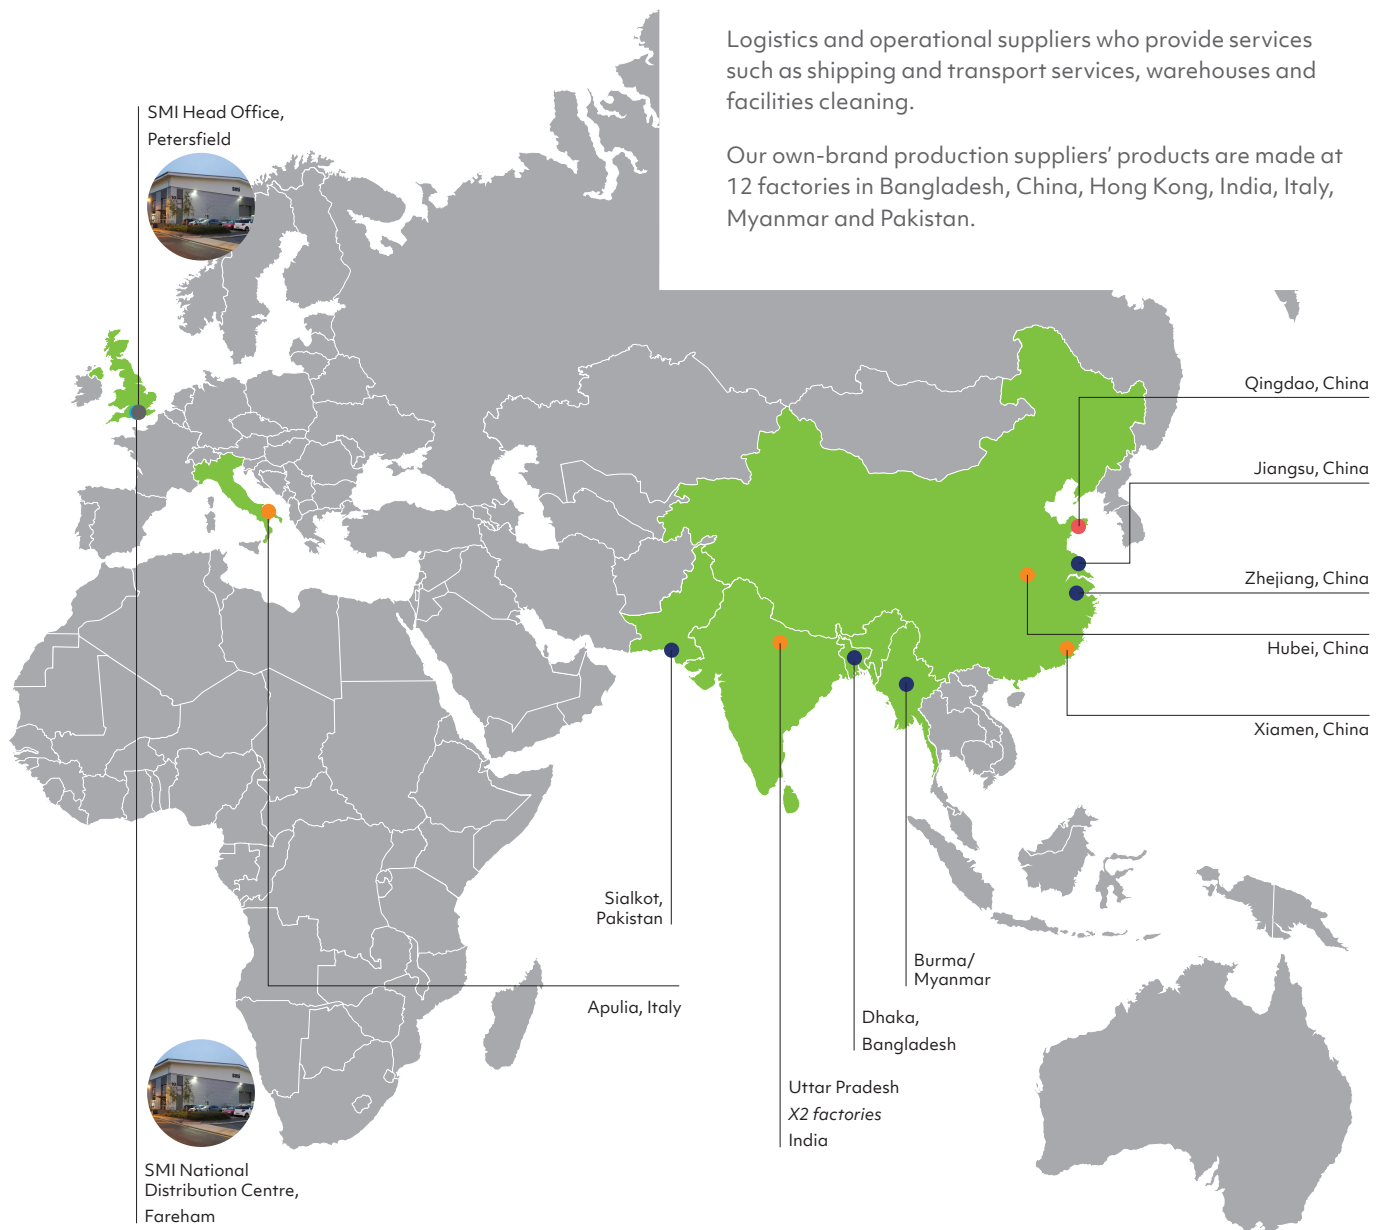 Logistics and operational suppliers who provide services
such as shipping and transport services, warehouses and
facilities cleaning.
Our own-brand production suppliers’ products are made at
12 factories in Bangladesh, China, Hong Kong, India, Italy,
Myanmar and Pakistan.
SMI Head Office,
Petersfield
SMI
Qingdao, China
Jiangsu, China
Zhejiang, China
Hubei, China
Xiamen, China
Sialkot,
Pakistan
Burma/
Myanmar
Apulia, Italy
Dhaka,
Bangladesh
Uttar Pradesh
X2 factories
India
SMI
SMI National
Distribution Centre,
Fareham